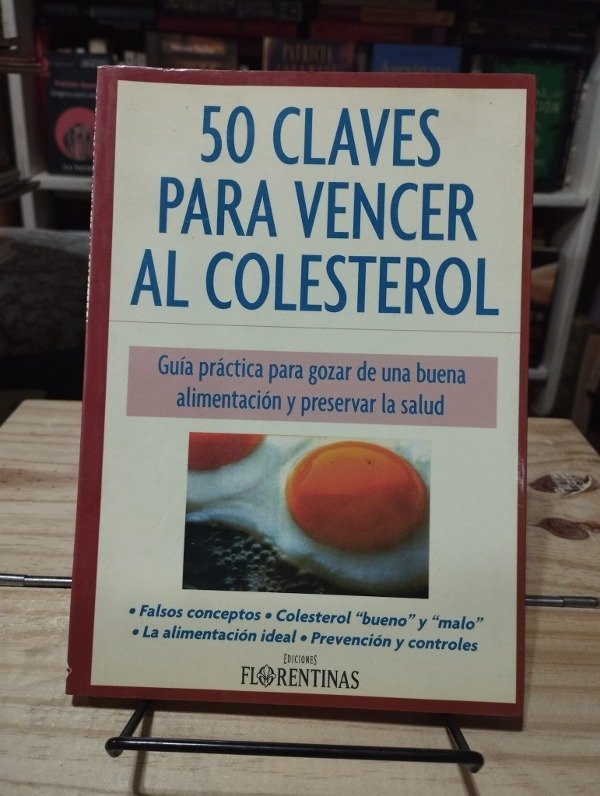 50 CLAVES
PARA VENCER
AL COLESTEROL
Guía práctica para gozar de una buena
alimentación y preservar la salud
• Falsos conceptos • Colesterol "bueno" y "malo"
• La alimentación ideal • Prevención y controles
EDICIONES
FLORENTINAS